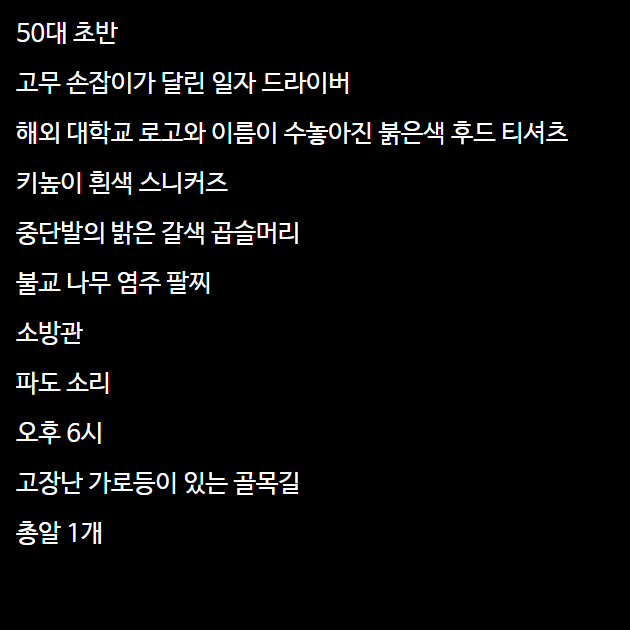 50대 초반
고무 손잡이가 달린 일자 드라이버
해외 대학교 로고와 이름이 수놓아진 붉은색 후드 티셔츠
키높이 흰색 스니커즈
중단발의 밝은 갈색 곱슬머리
불교 나무 염주 팔찌
소방관
파도 소리
오후 6시
고장난 가로등이 있는 골목길
총알 1개